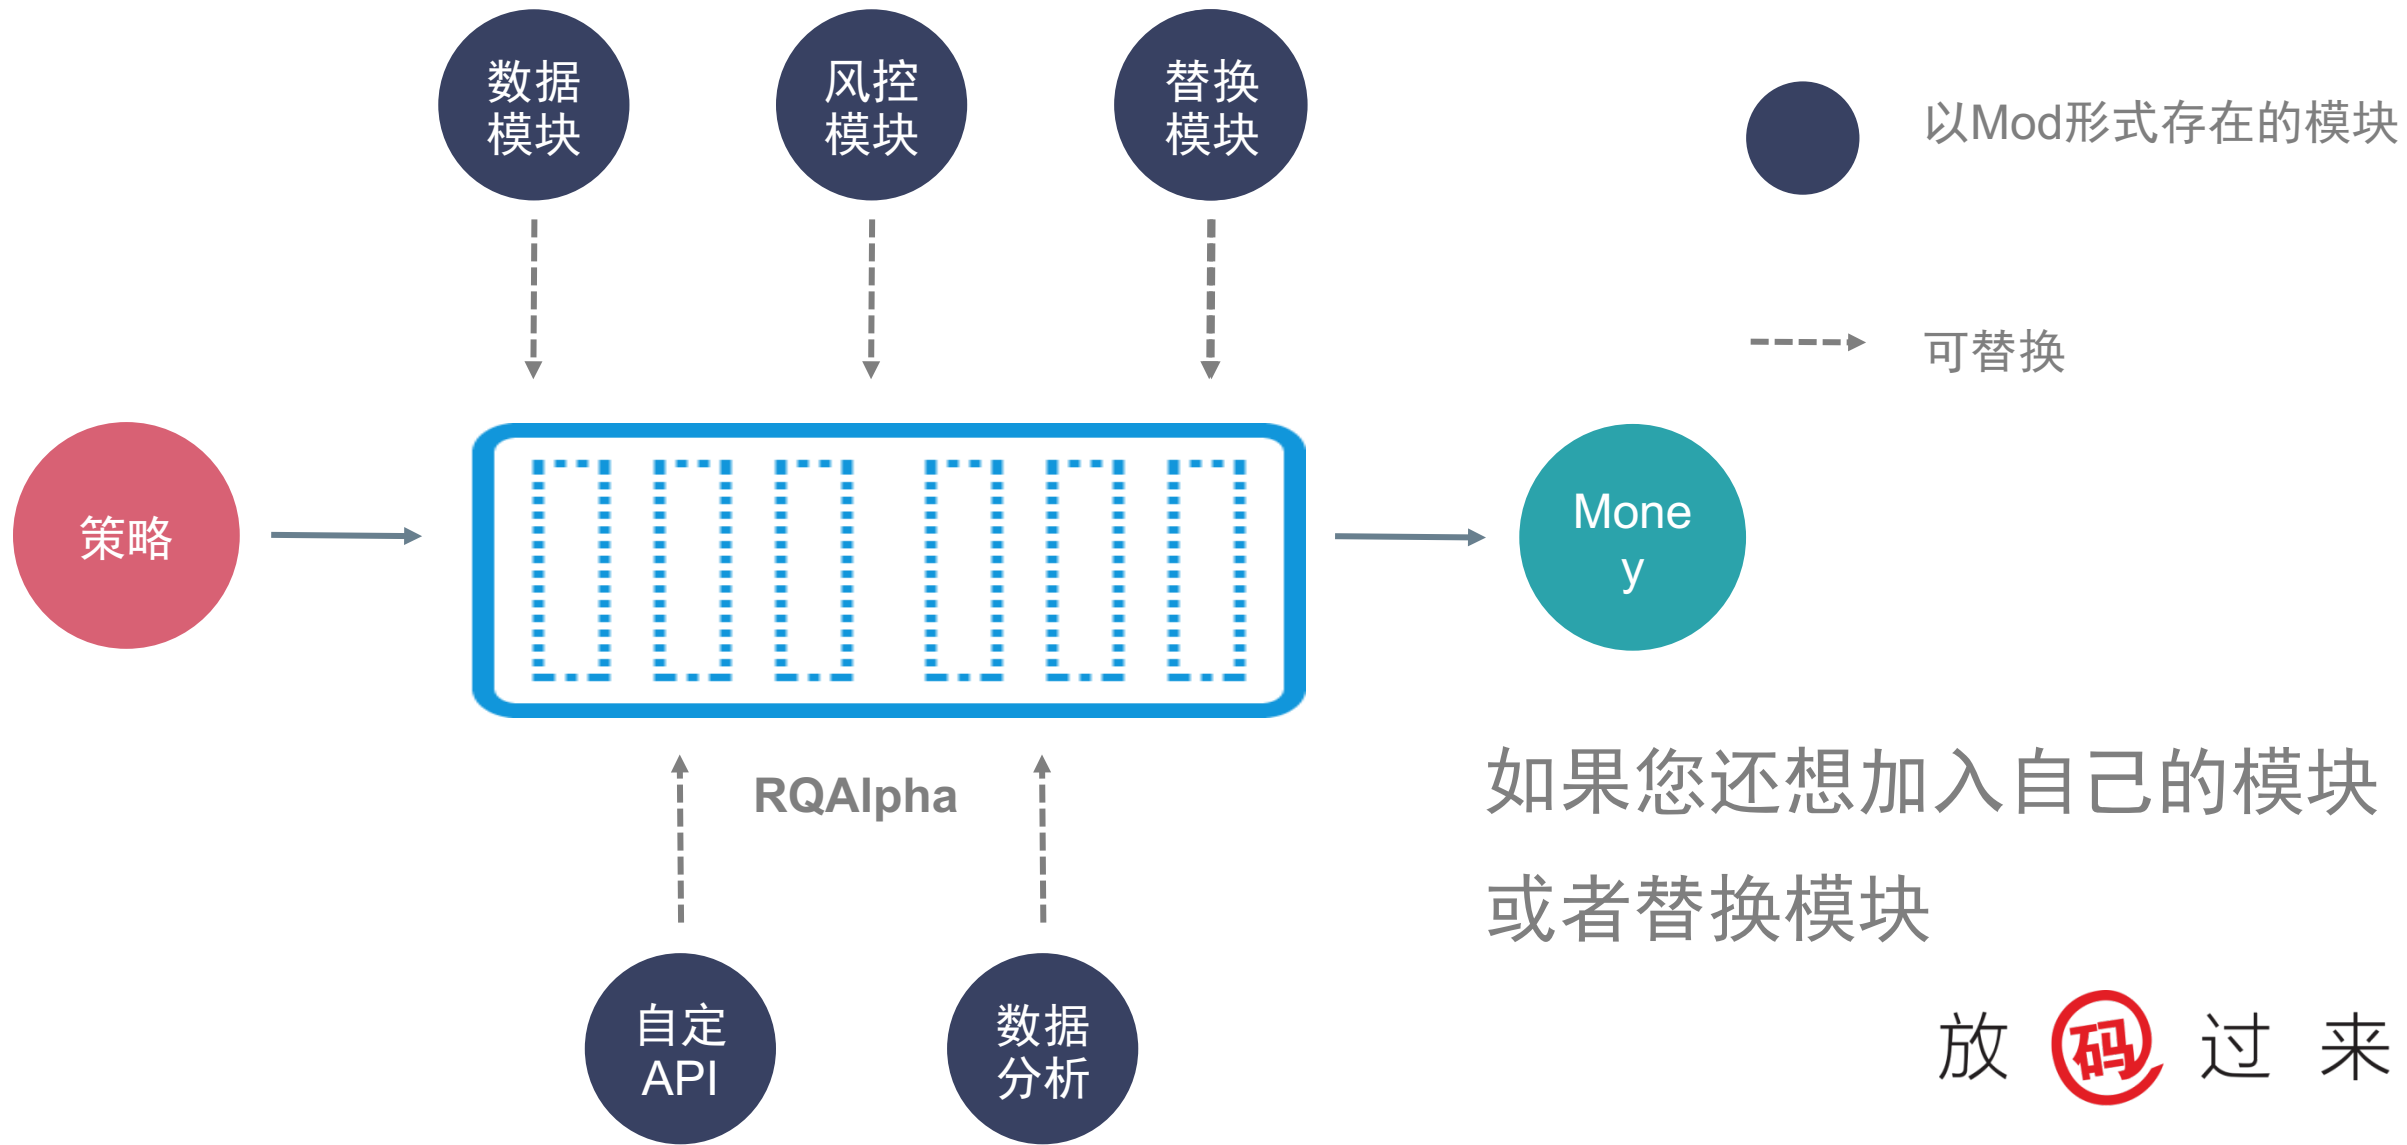 数据
模块
风控
模块
替换
模块
以Mod形式存在的模块
可替换
策略
Mone
y
RQAlpha
如果您还想加入自己的模块
或者替换模块
自定
API
数据
分析
放码过来